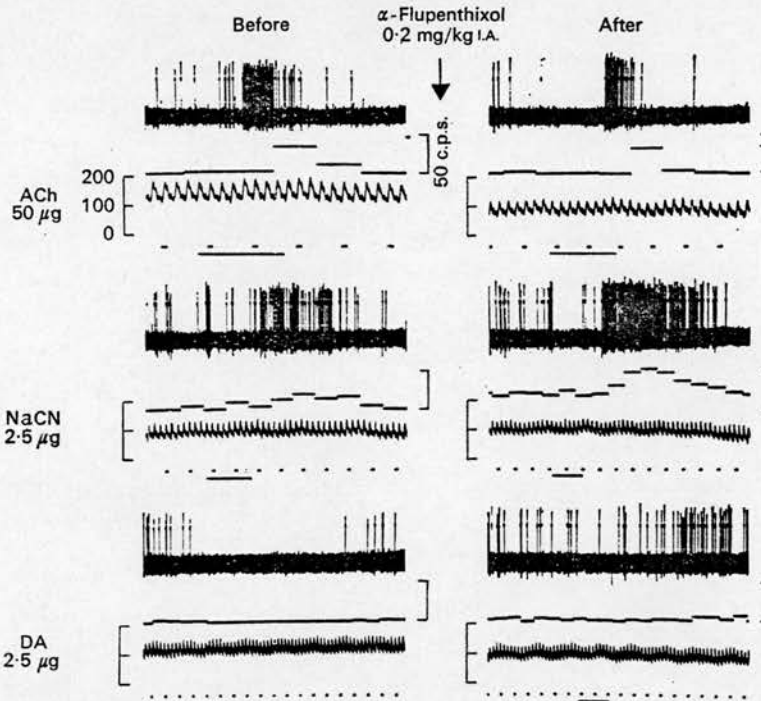 Before
α-Flupenthixol
0·2 mg/kg I.A.
After
50 c.p.s.
ACh
50 μg
200
100
0
NaCN
2·5 μg
DA
2·5 μg